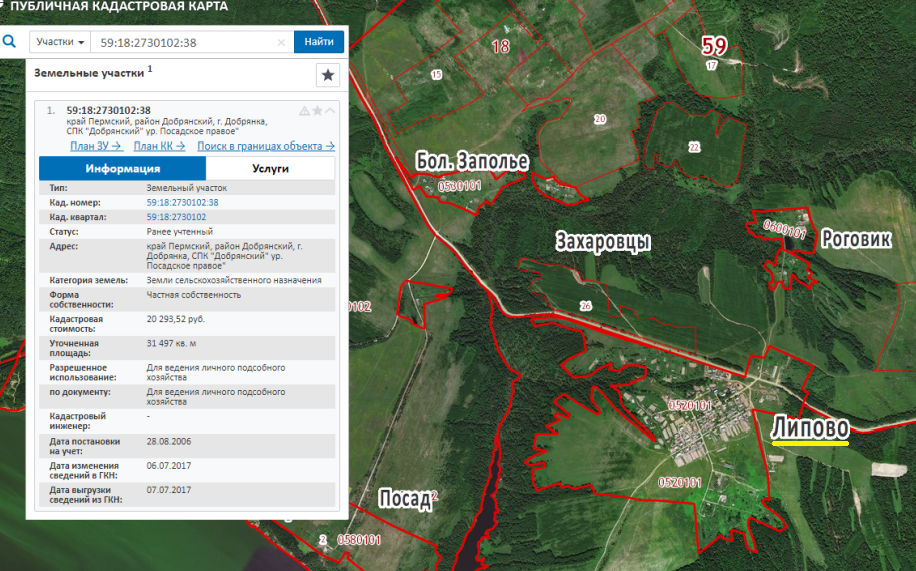 ПУБЛИЧНАЯ КАДАСТРОВАЯ КАРТА
Участки 59:18:2730102:38 × Найти
Земельные участки 1
1. 59:18:2730102:38
край Пермский, район Добрянский, г. Добрянка,
СПК "Добрянский" ур. Посадское правое"
План ЗУ → План КК → Поиск в границах объекта →
Информация Услуги
Тип: Земельный участок
Кад. номер: 59:18:2730102:38
Кад. квартал: 59:18:2730102
Статус: Ранее учтенный
Адрес: край Пермский, район Добрянский, г.
Добрянка, СПК "Добрянский" ур.
Посадское правое"
Категория земель: Земли сельскохозяйственного назначения
Форма собственности: Частная собственность
Кадастровая стоимость: 20 293,52 руб.
Уточненная площадь: 31 497 кв. м
Разрешенное использование: Для ведения личного подсобного
хозяйства
по документу: Для ведения личного подсобного
хозяйства
Кадастровый инженер: -
Дата постановки на учет: 28.08.2006
Дата изменения сведений в ГКН: 06.07.2017
Дата выгрузки сведений из ГКН: 07.07.2017
18
59
17
15
20
22
Бол. Заполье
0530101
0600101
Роговик
Захаровцы
0102
26
0520101
Липово
0520101
Посад
2
2 0580101